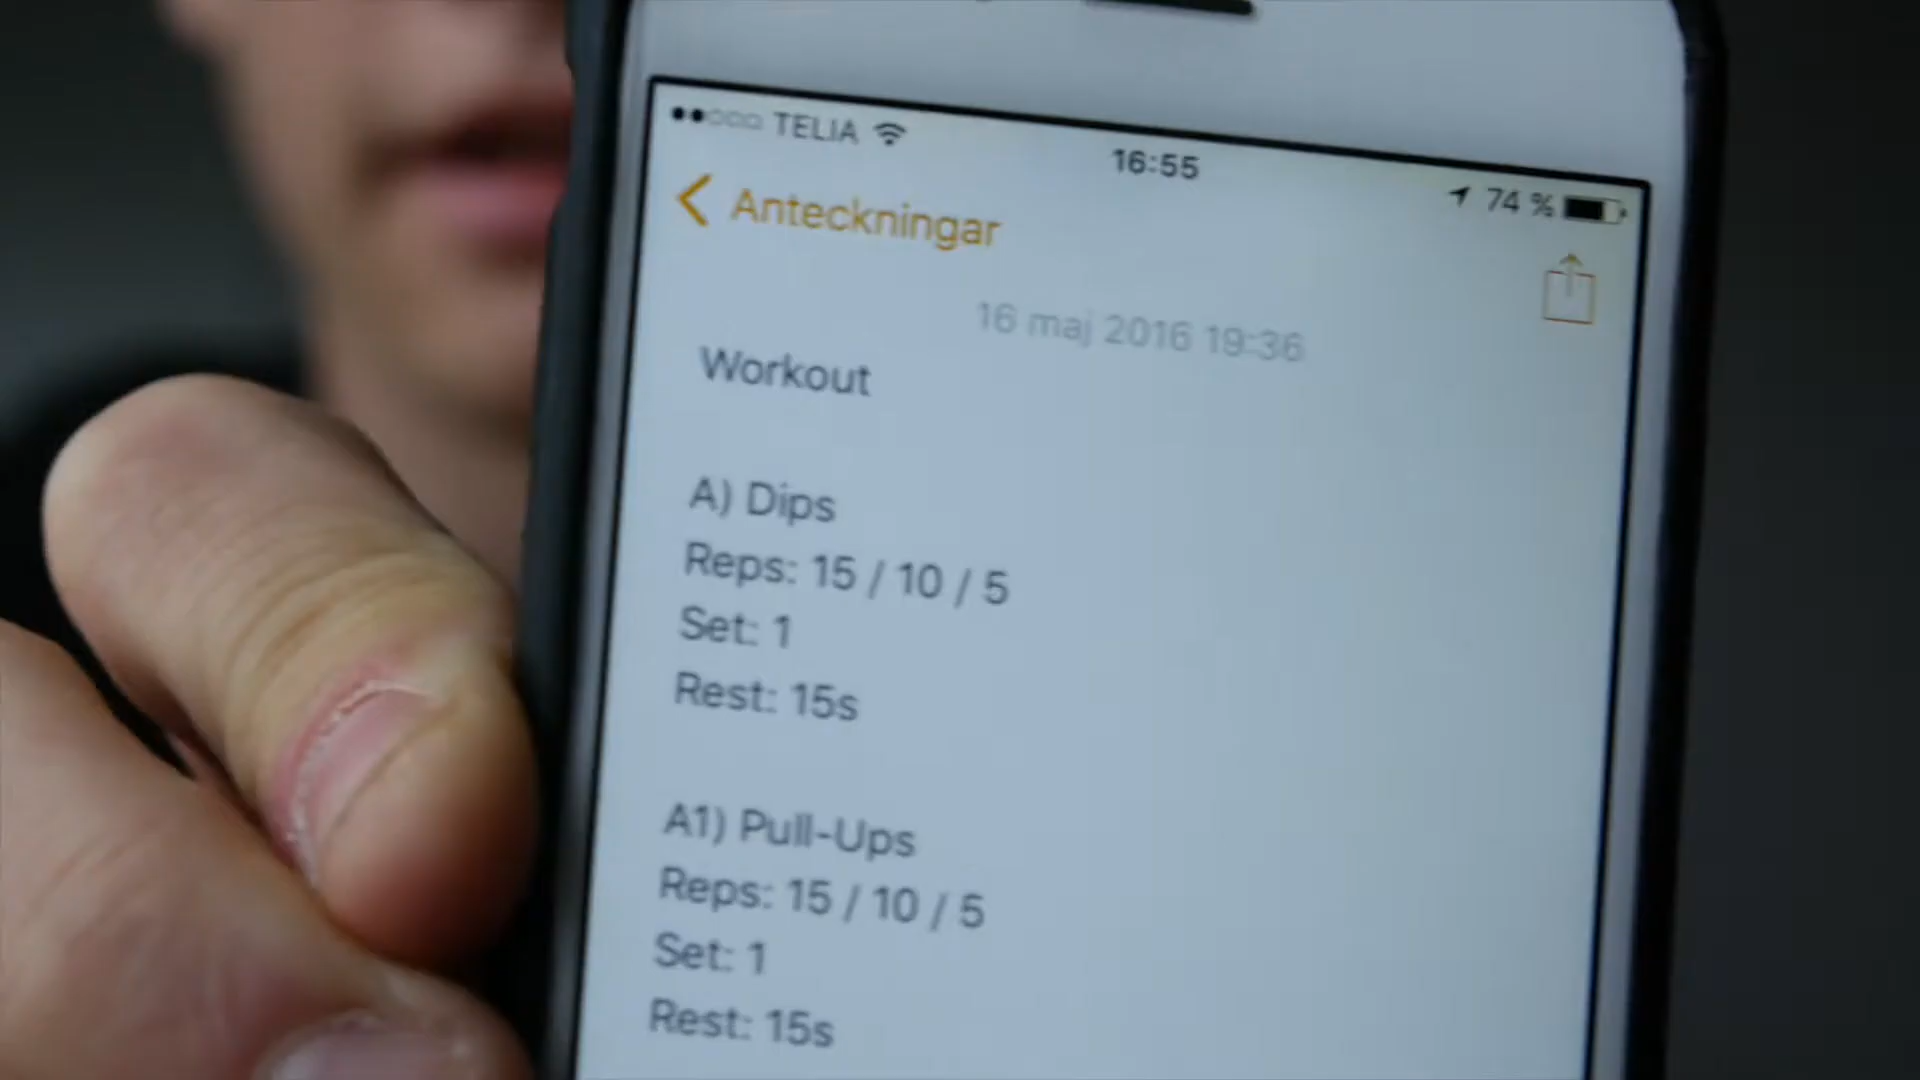 TELIA 16:55 74 %
Anteckningar
16 maj 2016 19:36
Workout
A) Dips
Reps: 15 / 10 / 5
Set: 1
Rest: 15s
A1) Pull-Ups
Reps: 15 / 10 / 5
Set: 1
Rest: 15s